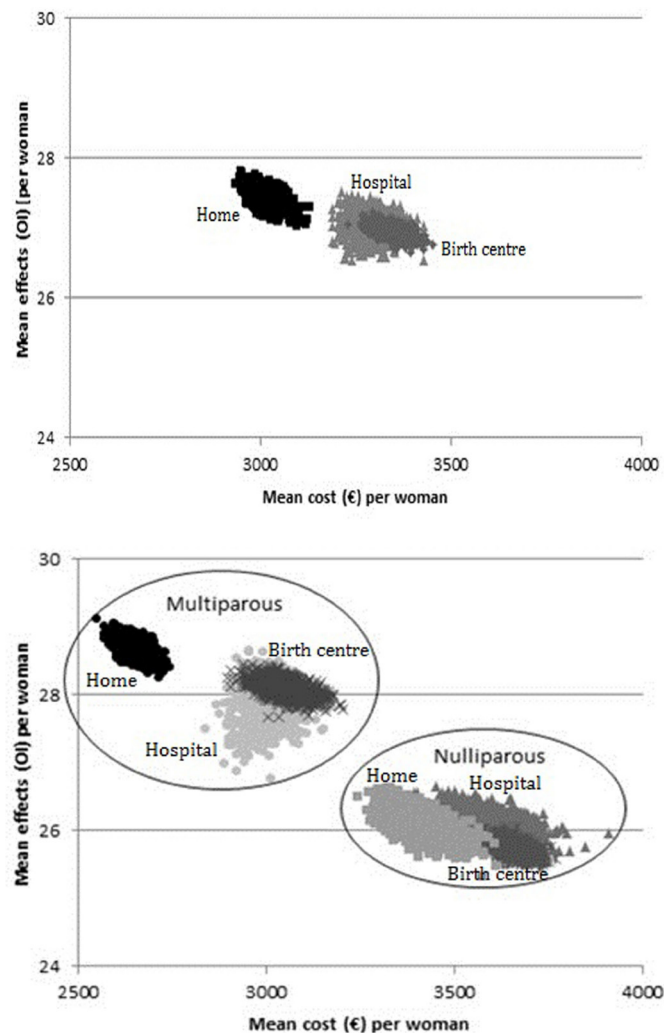 30
28
26
24
Mean effects (OI) [per woman
Home
Hospital
Birth centre
2500 3000 3500 4000
Mean cost (€) per woman
30
28
26
24
Mean effects (OI) per woman
Multiparous
Home
Birth centre
Hospital
Nulliparous
Home
Hospital
Birth centre
2500 3000 3500 4000
Mean cost (€) per woman